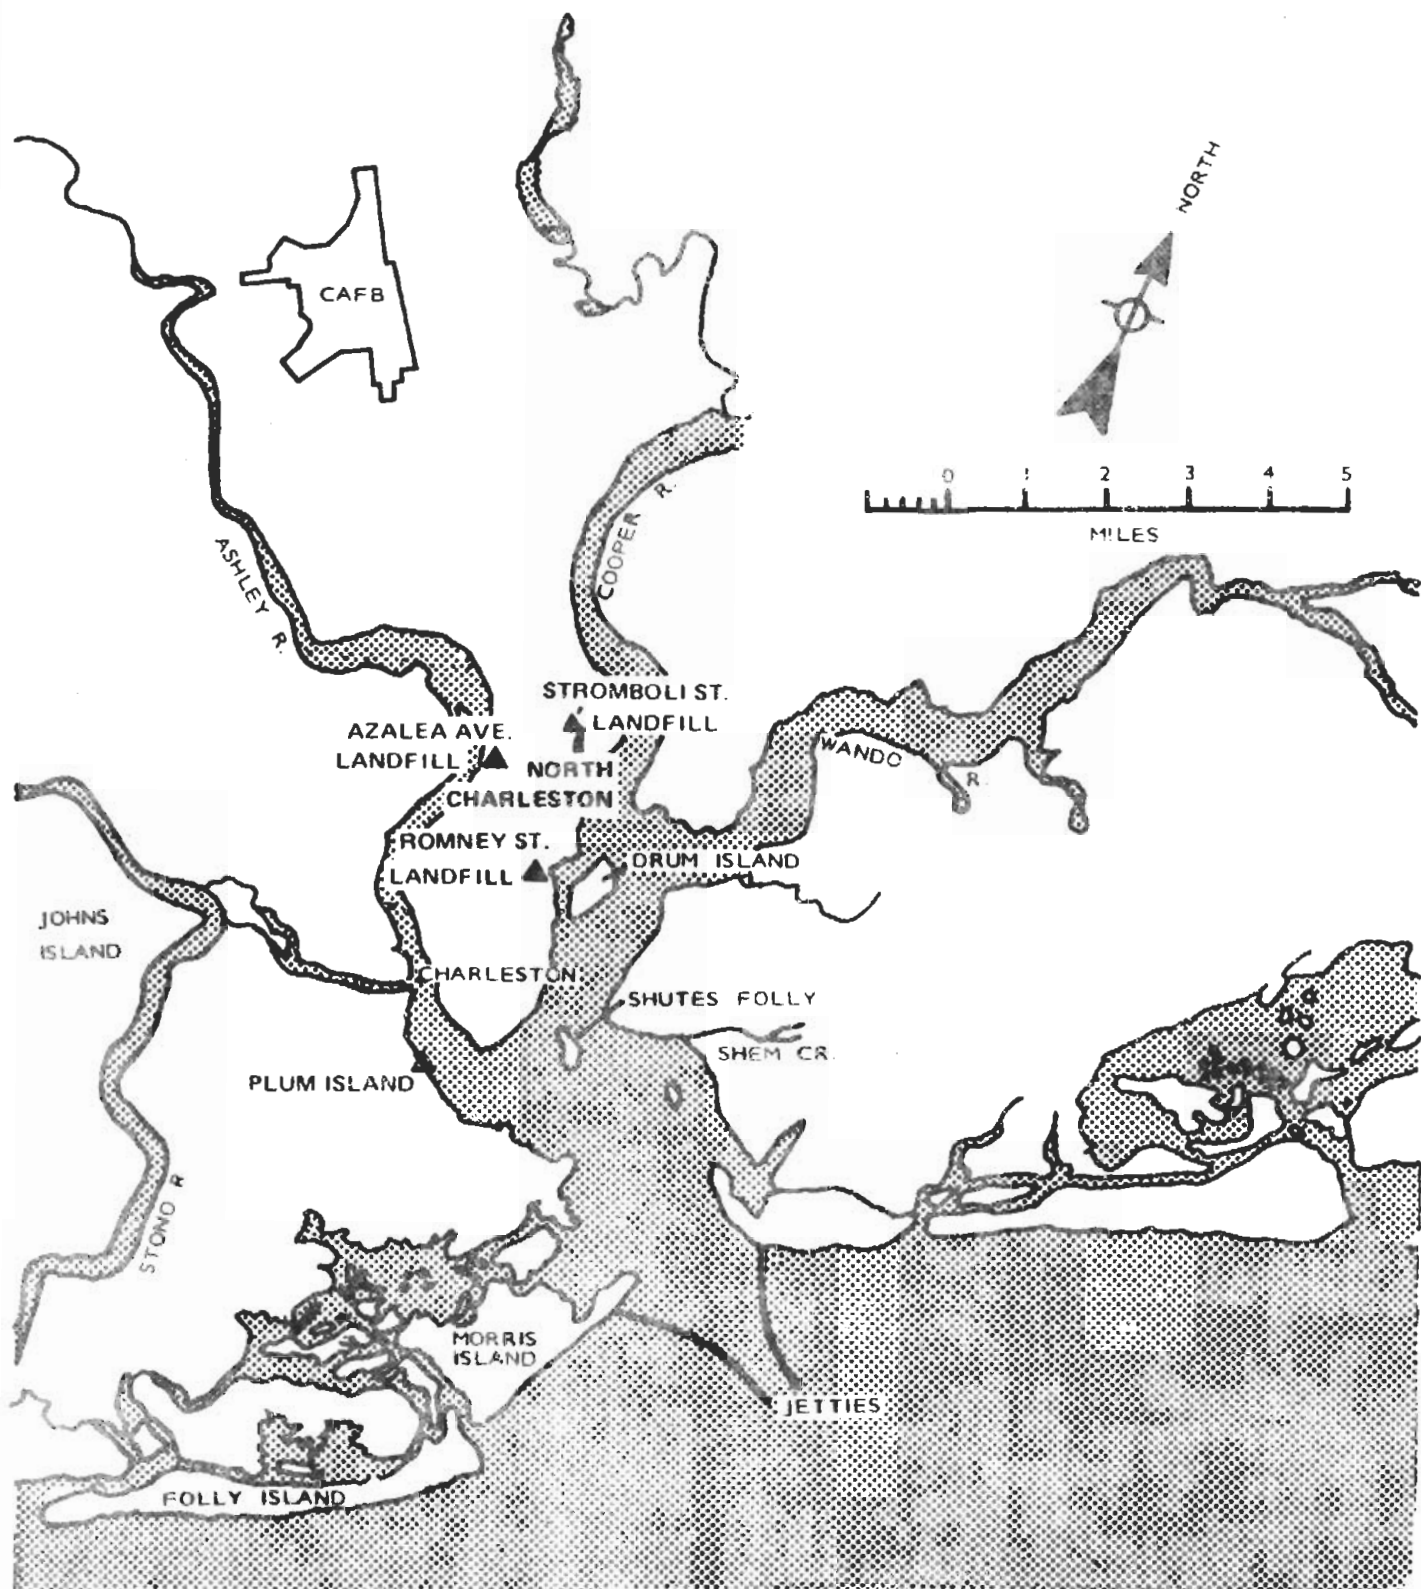 NORTH
CAFB
0 1 2 3 4 5
MILES
COOPER R.
ASHLEY R.
STROMBOLI ST.
LANDFILL
AZALEA AVE.
LANDFILL
NORTH
CHARLESTON
WANDO R.
ROMNEY ST.
LANDFILL
DRUM ISLAND
JOHNS
ISLAND
CHARLESTON
SHUTES FOLLY
SHEM CR.
PLUM ISLAND
STONO R
MORRIS
ISLAND
JETTIES
FOLLY ISLAND